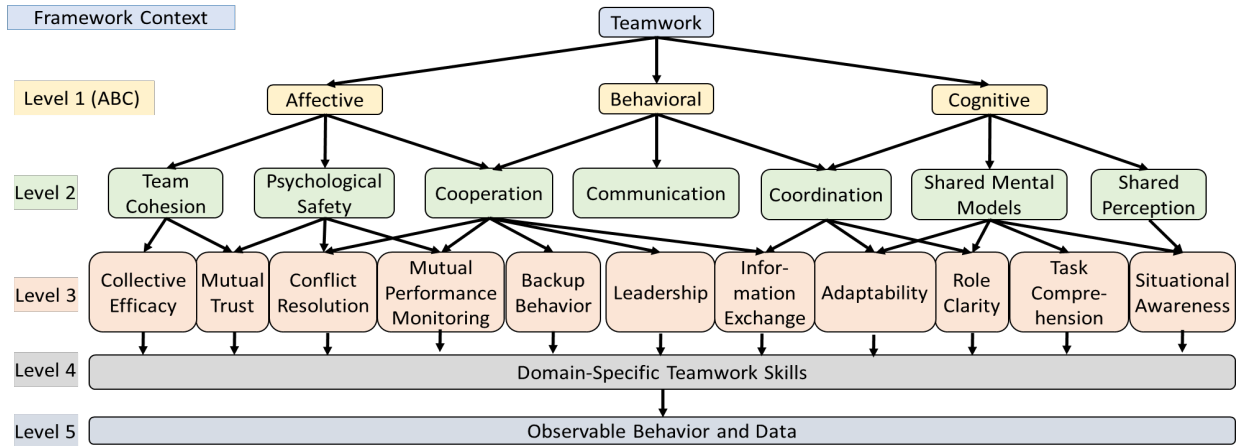 Framework Context
Teamwork
Level 1 (ABC)
Affective
Behavioral
Cognitive
Level 2
Team
Cohesion
Psychological
Safety
Cooperation
Communication
Coordination
Shared Mental
Models
Shared
Perception
Level 3
Collective
Efficacy
Mutual
Trust
Conflict
Resolution
Mutual
Performance
Monitoring
Backup
Behavior
Leadership
Infor-
mation
Exchange
Adaptability
Role
Clarity
Task
Compre-
hension
Situational
Awareness
Level 4
Domain-Specific Teamwork Skills
Level 5
Observable Behavior and Data